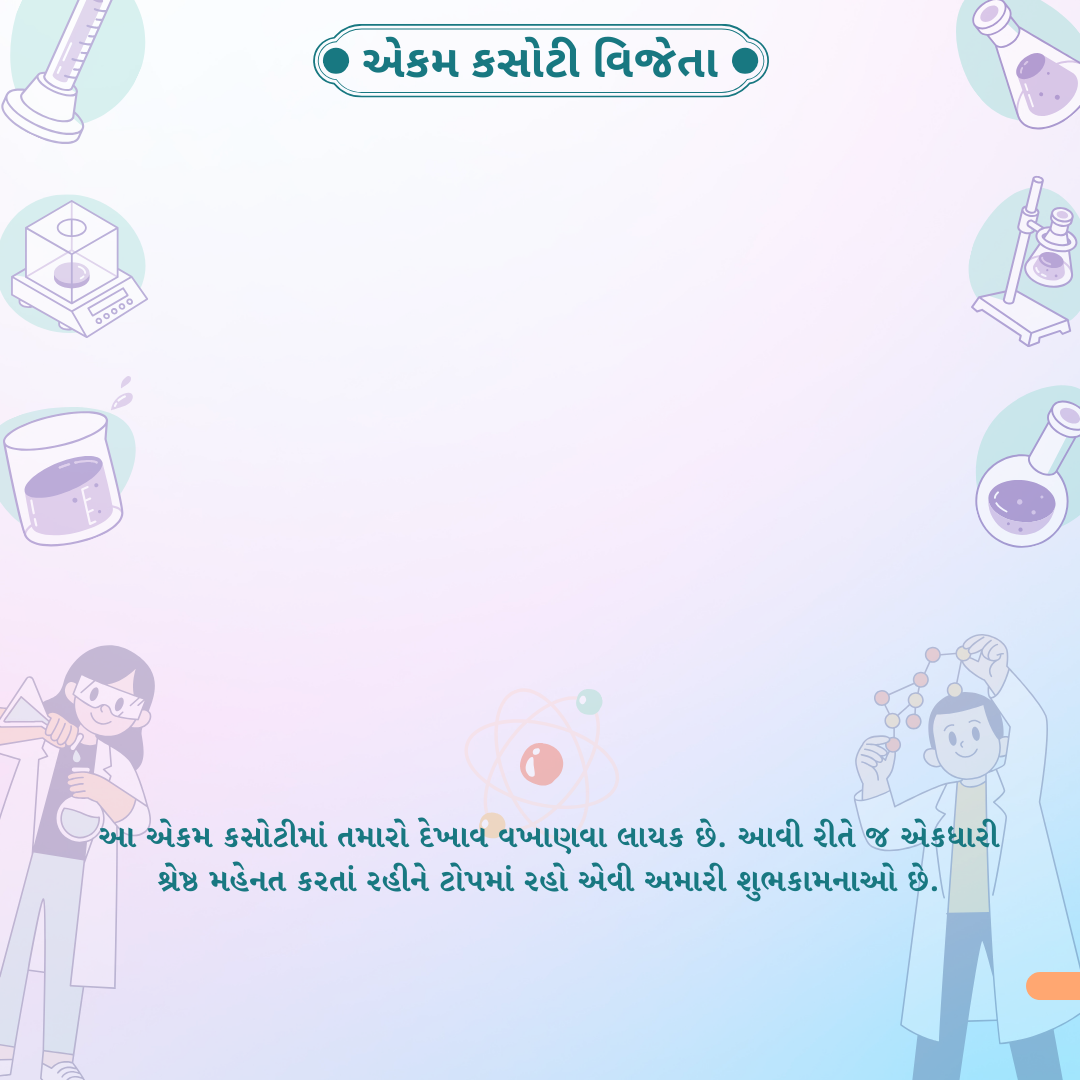 એકમ કસોટી વિજેતા
આ એકમ કસોટીમાં તમારો દેખાવ વખાણવા લાયક છે. આવી રીતે જ એકધારી
શ્રેષ્ઠ મહેનત કરતાં રહીને ટોપમાં રહો એવી અમારી શુભકામનાઓ છે.